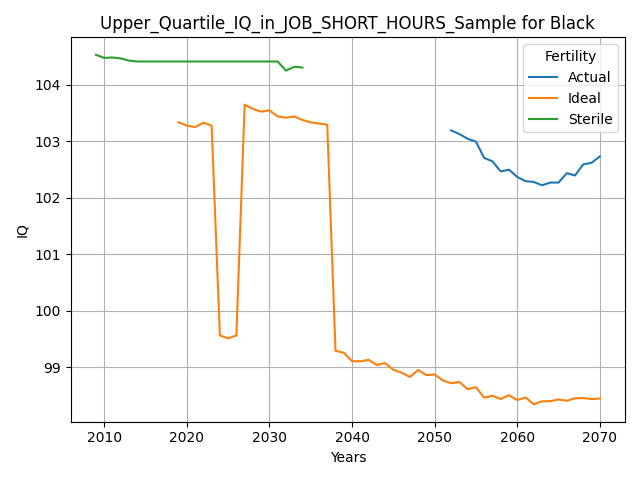 Upper_Quartile_IQ_in_JOB_SHORT_HOURS_Sample for Black
Fertility
Actual
Ideal
Sterile
104
103
102
101
100
99
IQ
2010 2020 2030 2040 2050 2060 2070
Years